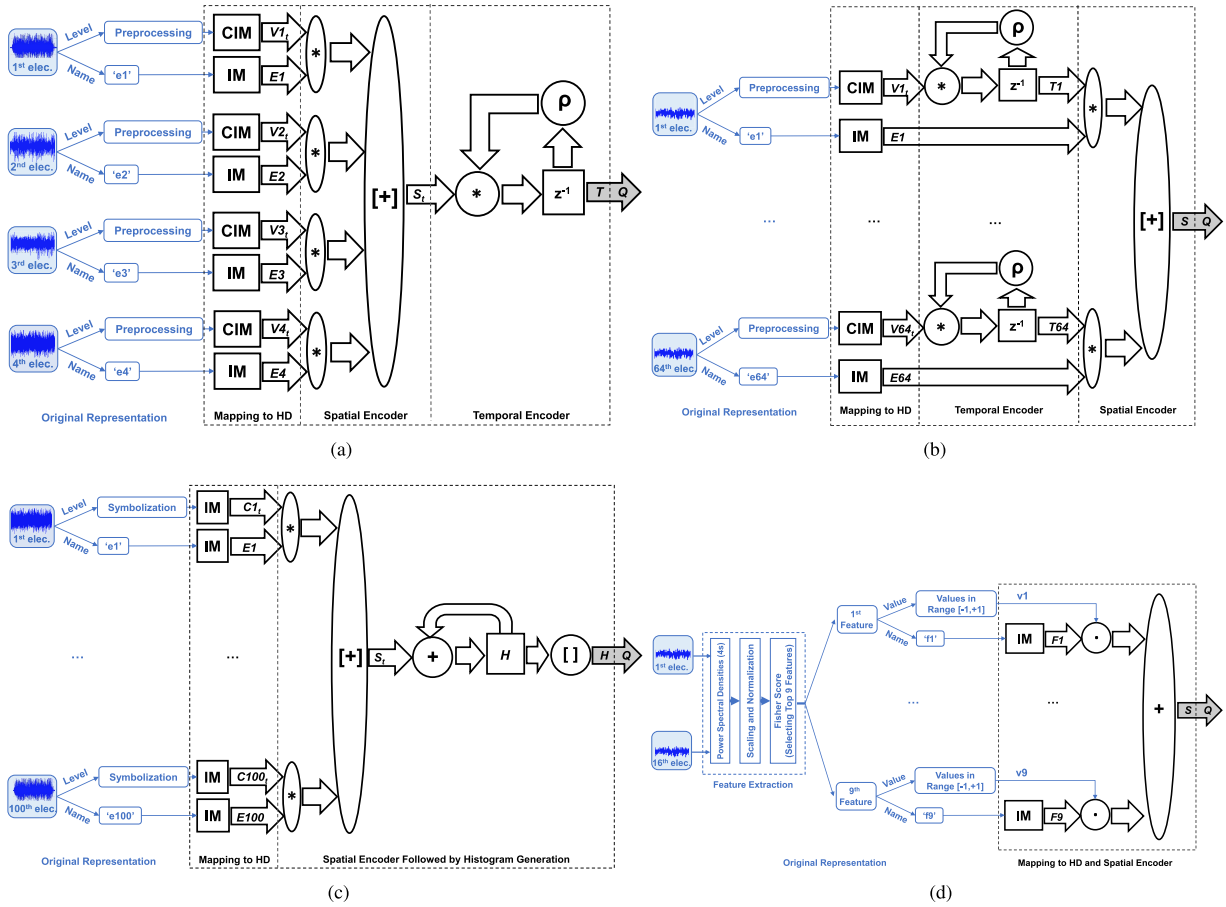 Level
Preprocessing
CIM
V1t
1st elec.
Name
'e1'
IM
E1
*
Level
Preprocessing
CIM
V2t
2nd elec.
Name
'e2'
IM
E2
*
Level
Preprocessing
CIM
V3t
3rd elec.
Name
'e3'
IM
E3
*
Level
Preprocessing
CIM
V4t
4th elec.
Name
'e4'
IM
E4
*
[+]
St
*
ρ
z-1
T Q
Original Representation
Mapping to HD
Spatial Encoder
Temporal Encoder
(a)
Level
Preprocessing
CIM
V1t
*
ρ
z-1
T1
1st elec.
Name
'e1'
IM
E1
*
...
...
...
Level
Preprocessing
CIM
V64t
*
ρ
z-1
T64
64th elec.
Name
'e64'
IM
E64
*
[+]
S Q
Original Representation
Mapping to HD
Temporal Encoder
Spatial Encoder
(b)
Level
Symbolization
IM
C1t
1st elec.
Name
'e1'
IM
E1
*
...
...
Level
Symbolization
IM
C100t
100th elec.
Name
'e100'
IM
E100
*
[+]
St
+
H
[ ]
H Q
Original Representation
Mapping to HD
Spatial Encoder Followed by Histogram Generation
(c)
1st elec.
...
16th elec.
Power Spectral Densities (4s)
Scaling and Normalization
Fisher Score
(Selecting Top 9 Features)
Feature Extraction
1st
Feature
Value
Values in
Range [-1,+1]
v1
Name
'f1'
IM
F1
·
...
...
...
9th
Feature
Value
Values in
Range [-1,+1]
v9
Name
'f9'
IM
F9
·
+
S Q
Original Representation
Mapping to HD and Spatial Encoder
(d)